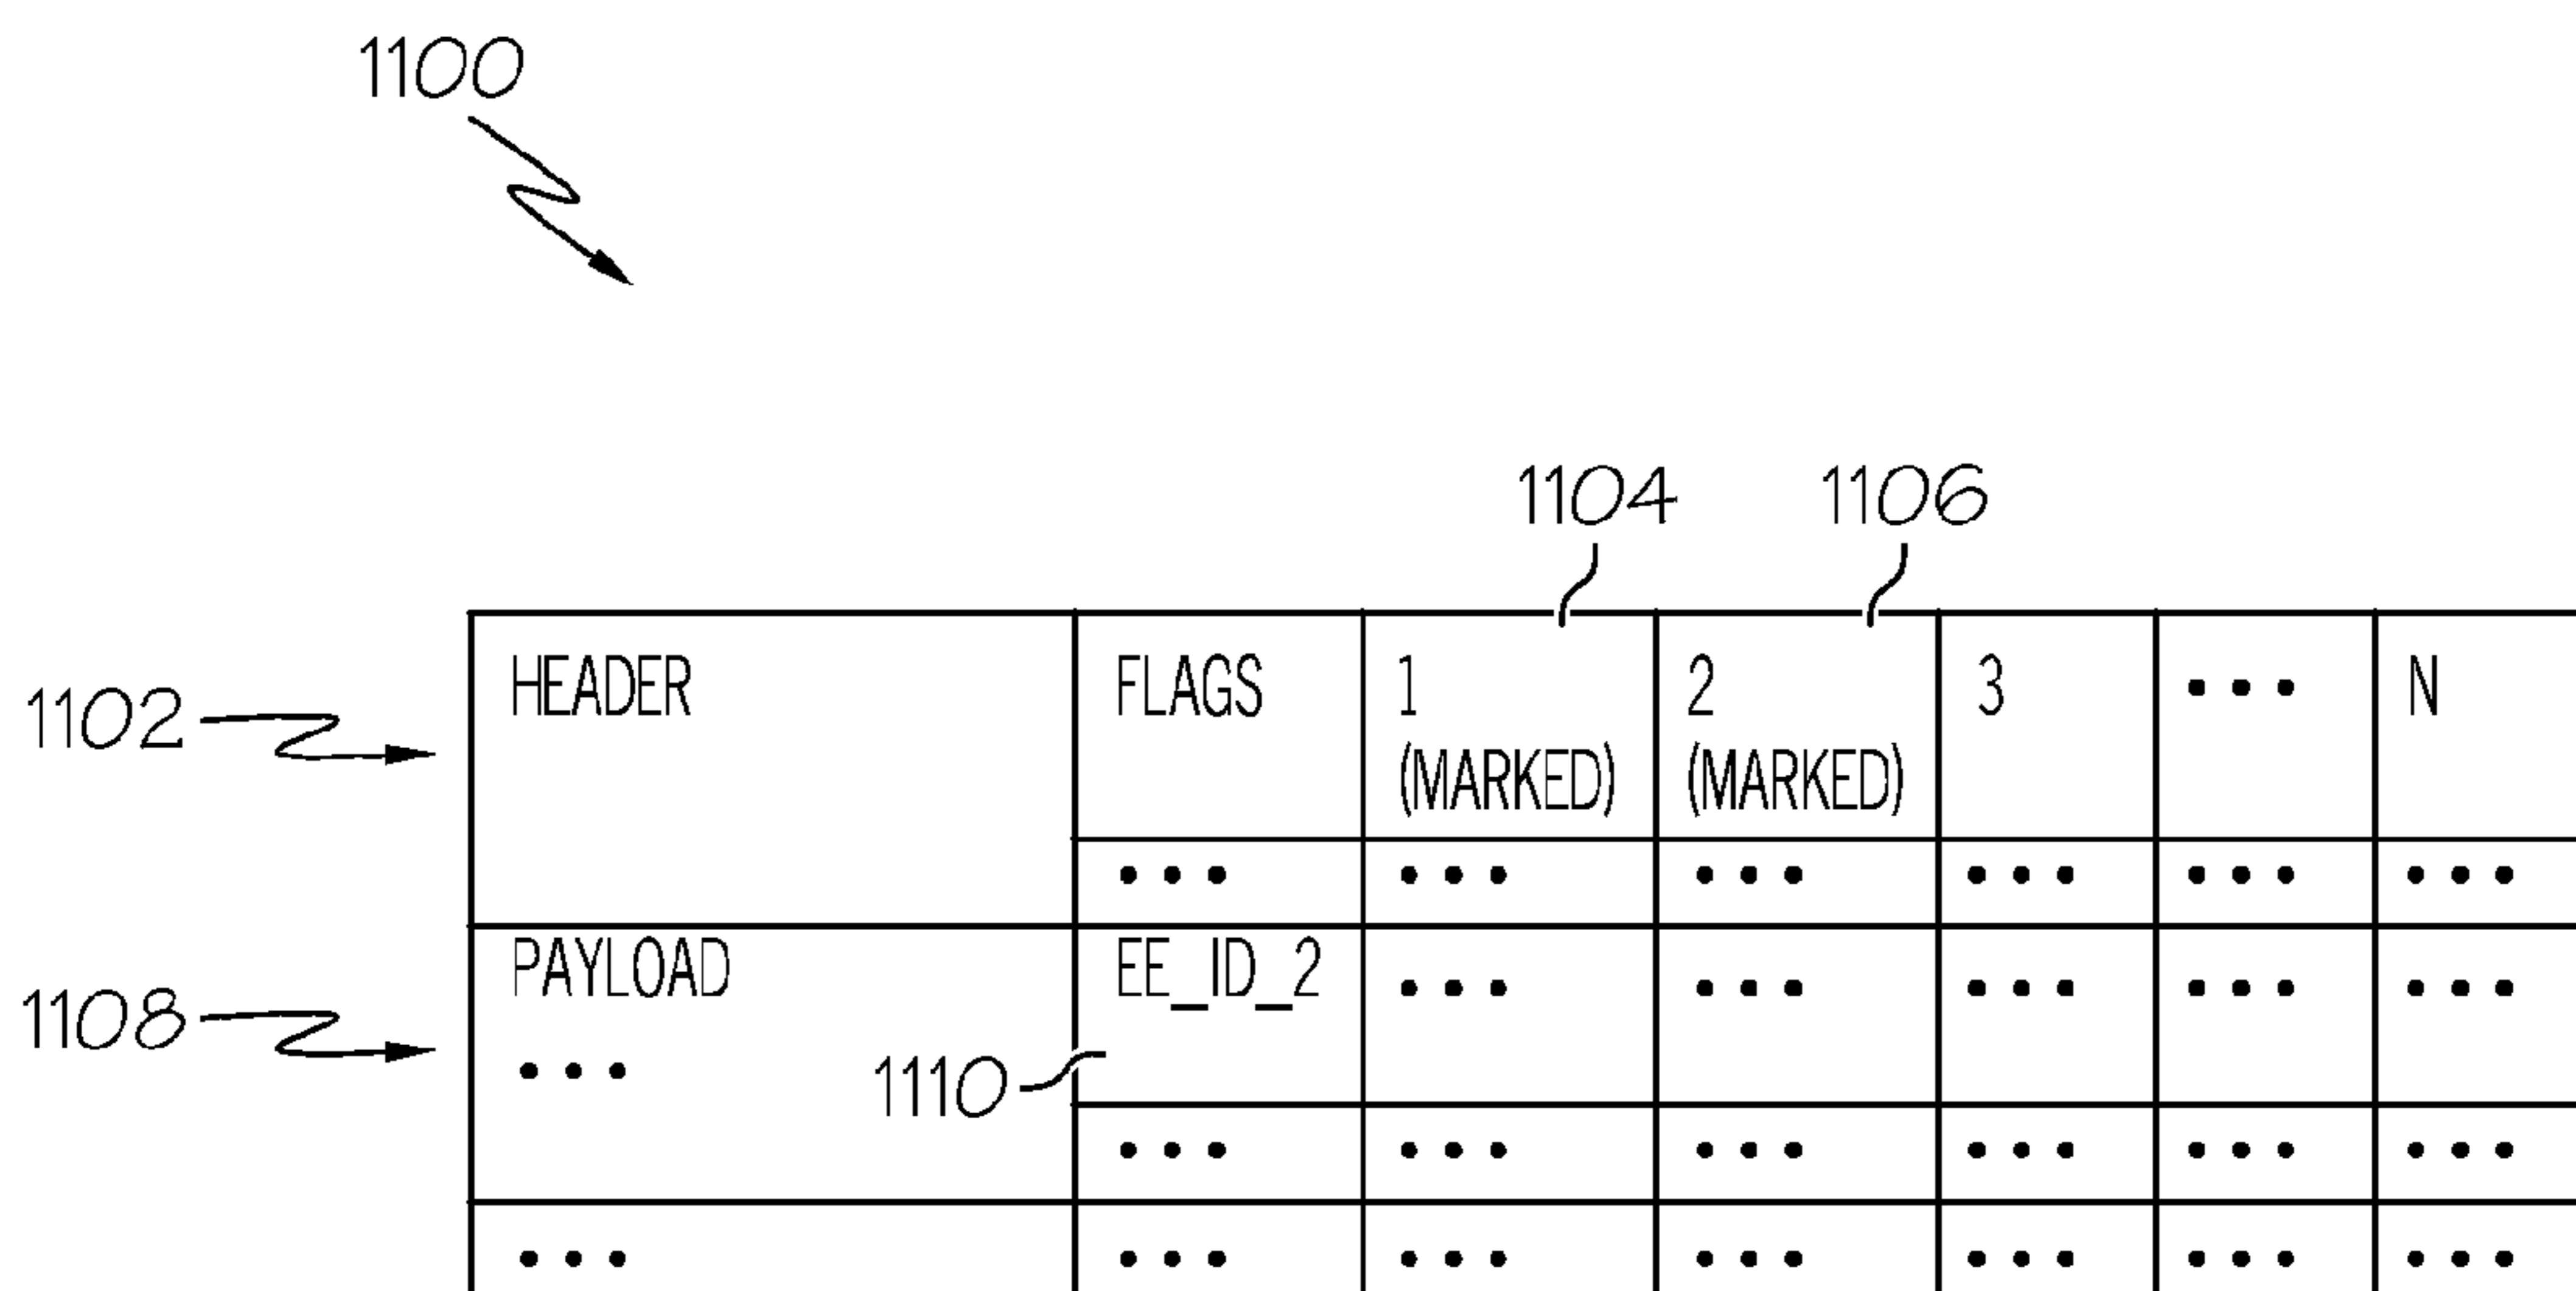 1100
1104 1106
1102 HEADER FLAGS 1 2 3 ••• N
(MARKED) (MARKED)
••• ••• ••• ••• ••• •••
1108 PAYLOAD EE_ID_2 ••• ••• ••• ••• •••
••• 1110
••• ••• ••• ••• ••• •••
••• ••• ••• ••• ••• ••• •••